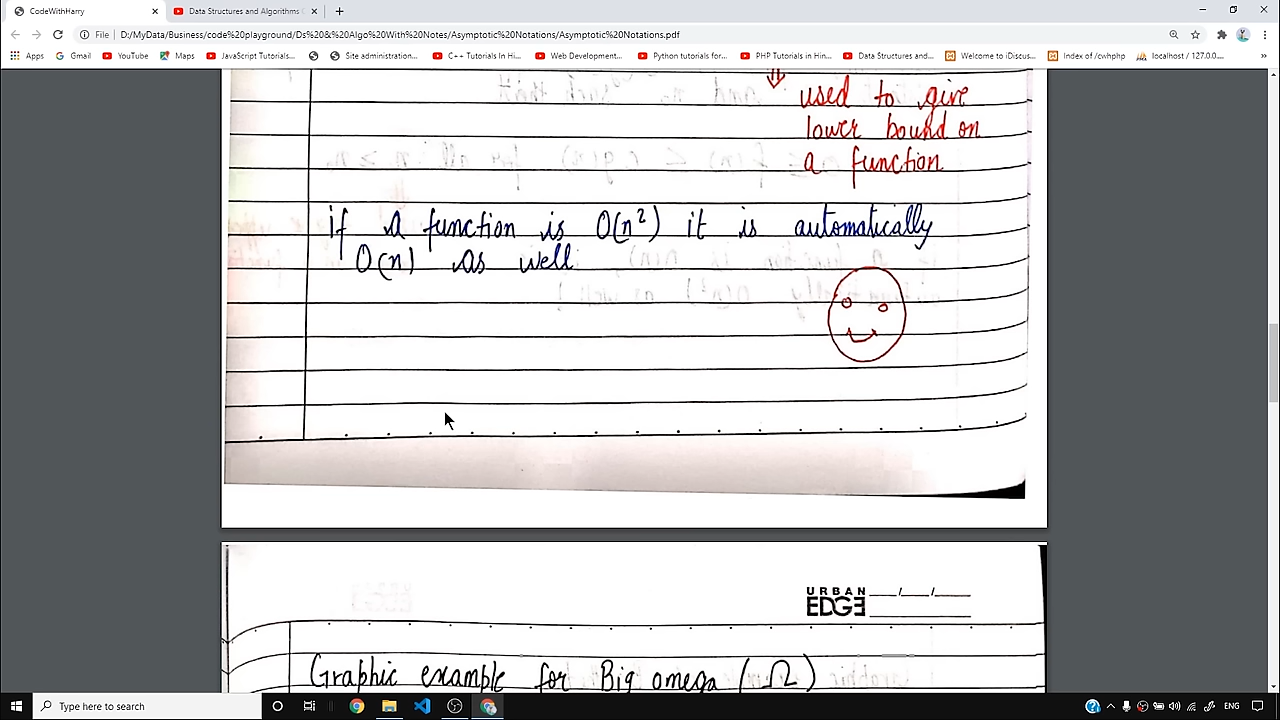 CodeWithHarry
Data Structures and Algorithms C
File
D:/MyData/Business/code%20playground/Ds%20&%20Algo%20With%20Notes/Asymptotic%20Notations/Asymptotic%20Notations.pdf
Apps
Gmail
YouTube
Maps
JavaScript Tutorials...
Site administration...
C++ Tutorials In Hi...
Web Development...
Python tutorials for...
PHP Tutorials in Hin...
Data Structures and...
Welcome to iDiscus...
Index of /cwhphp
localhost / 127.0.0....
used to give
lower bound on
a function
if a function is O(n²) it is automatically
O(n) as well
URBAN
EDGE __/__/__
Graphic example for Big omega (Ω)
Type here to search
ENG